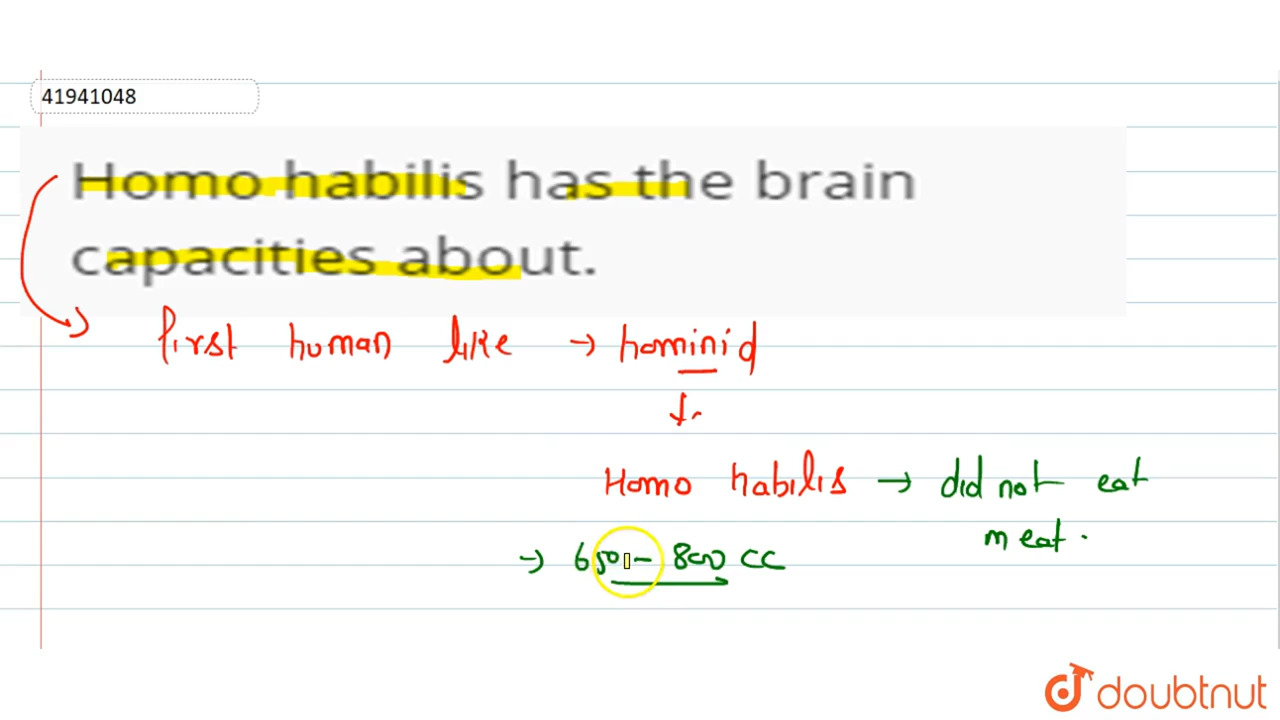 41941048
Homo habilis has the brain
capacities about.
first human like → hominid
↓
Homo habilis → did not eat
meat.
→ 650 - 800 CC
doubtnut